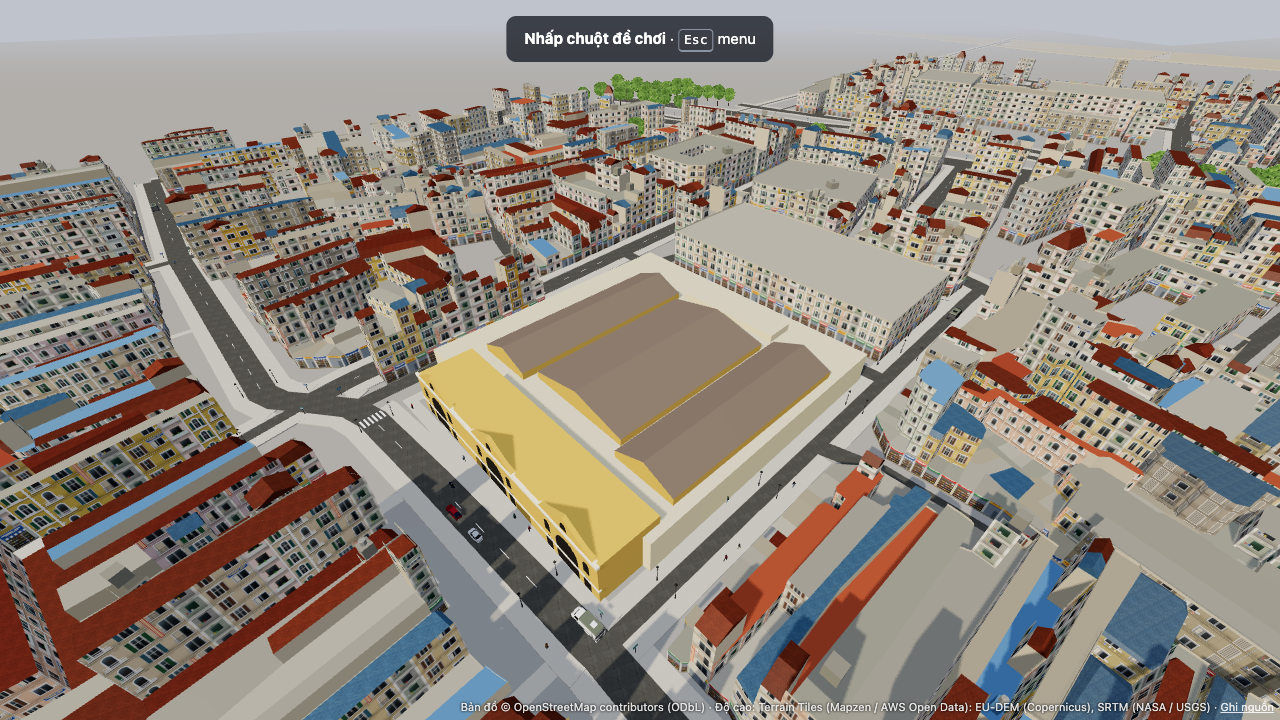 Nhấp chuột để chơi · Esc menu
Bản đồ © OpenStreetMap contributors (ODbL) · Độ cao: Terrain Tiles (Mapzen / AWS Open Data): EU-DEM (Copernicus), SRTM (NASA / USGS) · Ghi nguồn